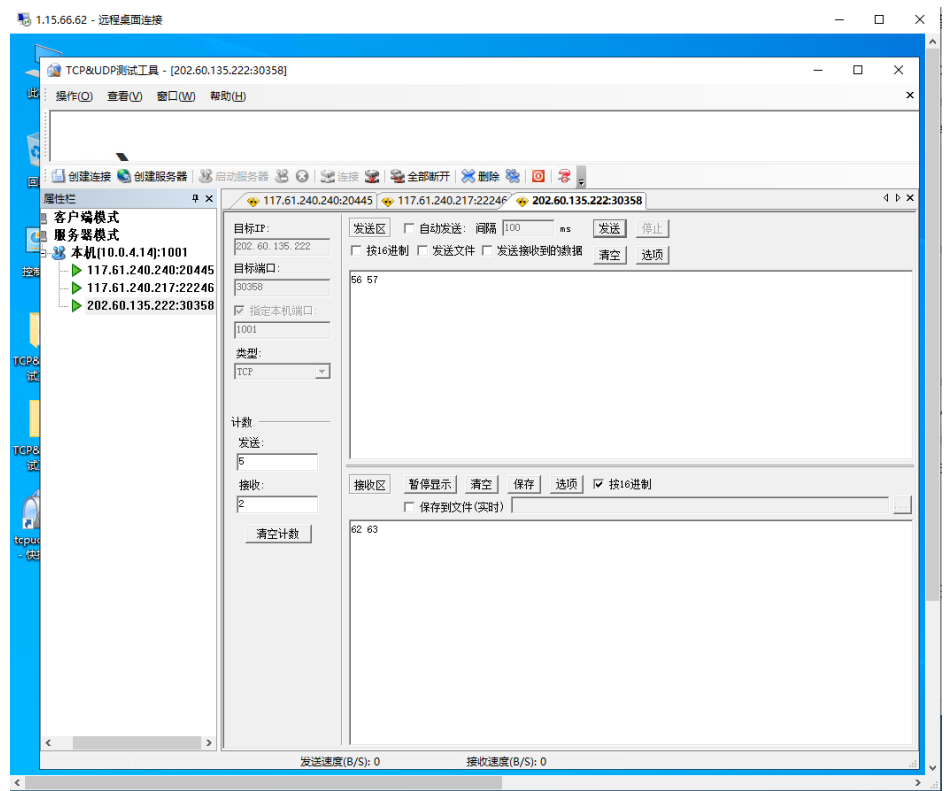 1.15.66.62 - 远程桌面连接
TCP&UDP测试工具 - [202.60.135.222:30358]
操作(O) 查看(V) 窗口(W) 帮助(H)
创建连接 创建服务器 启动服务器 连接 全部断开 删除
属性栏
客户端模式
服务器模式
本机[10.0.4.14]:1001
117.61.240.240:20445
117.61.240.217:22246
202.60.135.222:30358
117.61.240.240:20445 117.61.240.217:22246 202.60.135.222:30358
目标IP:
202.60.135.222
目标端口:
30358
指定本机端口:
1001
类型:
TCP
计数
发送:
5
接收:
2
清空计数
发送区 自动发送: 间隔 100 ms 发送 停止
按16进制 发送文件 发送接收到的数据 清空 选项
56 57
接收区 暂停显示 清空 保存 选项 按16进制
保存到文件(实时) ...
62 63
发送速度(B/S): 0 接收速度(B/S): 0
此
回
控制
TCP&
试
TCP&
试
tcpud
- 快捷